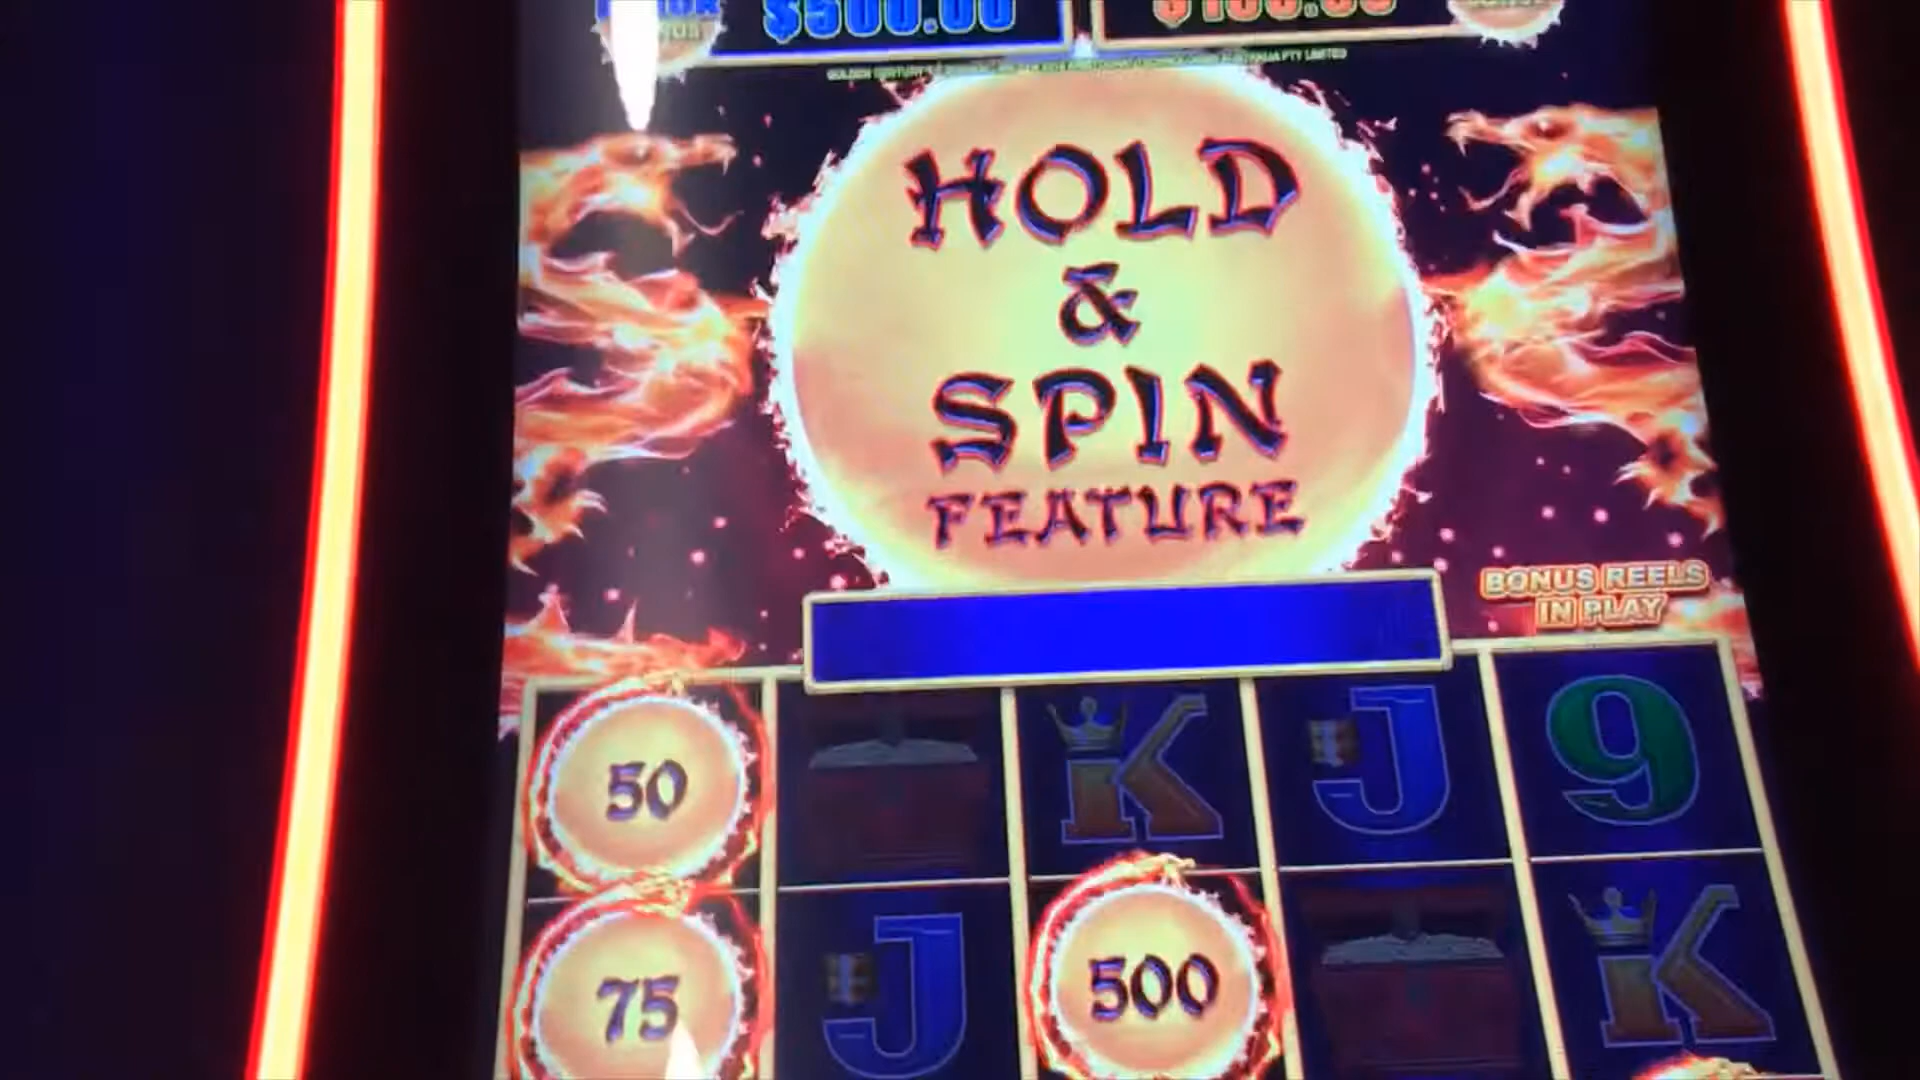 $500.00
HOLD
&
SPIN
FEATURE
BONUS REELS
IN PLAY
50
K
J
9
75
J
500
K